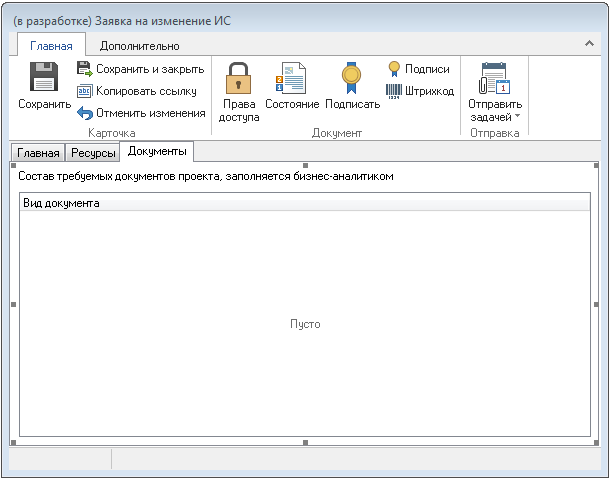 (в разработке) Заявка на изменение ИС
Главная Дополнительно
Сохранить
Сохранить и закрыть
Копировать ссылку
Отменить изменения
Карточка
Права доступа
Состояние
Подписать
Подписи
Штрихкод
Документ
Отправить задачей
Отправка
Главная Ресурсы Документы
Состав требуемых документов проекта, заполняется бизнес-аналитиком
Вид документа
Пусто